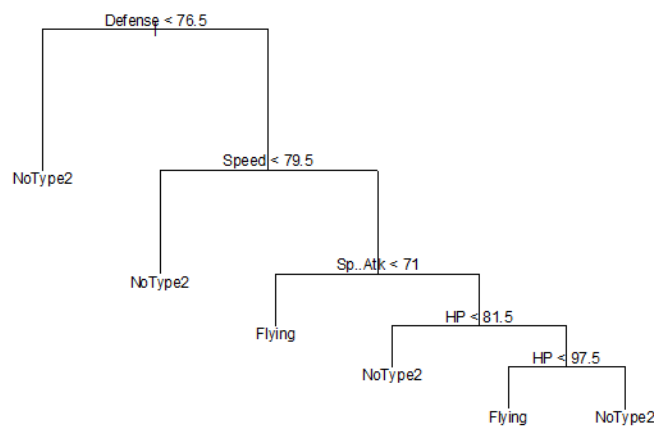 Defense < 76.5
NoType2
Speed < 79.5
NoType2
Sp..Atk < 71
Flying
HP < 81.5
NoType2
HP < 97.5
Flying
NoType2